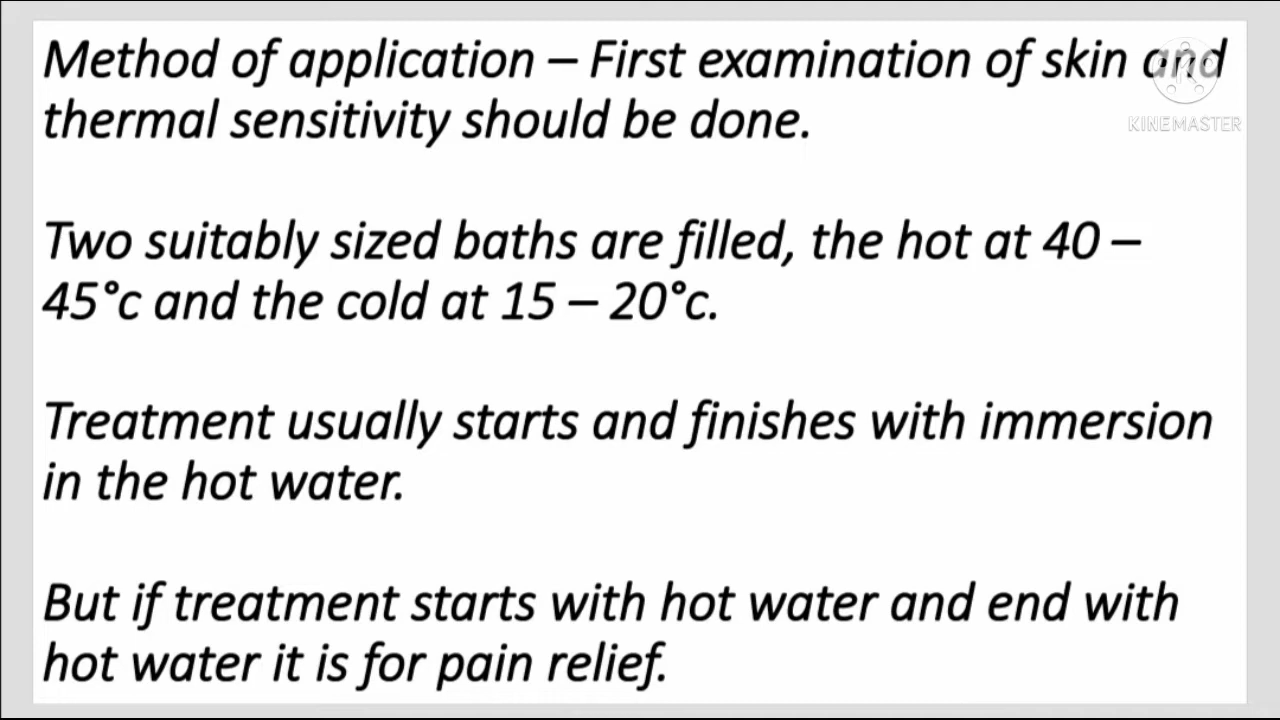 Method of application – First examination of skin and
thermal sensitivity should be done.
Two suitably sized baths are filled, the hot at 40 –
45°c and the cold at 15 – 20°c.
Treatment usually starts and finishes with immersion
in the hot water.
But if treatment starts with hot water and end with
hot water it is for pain relief.
K
KINEMASTER